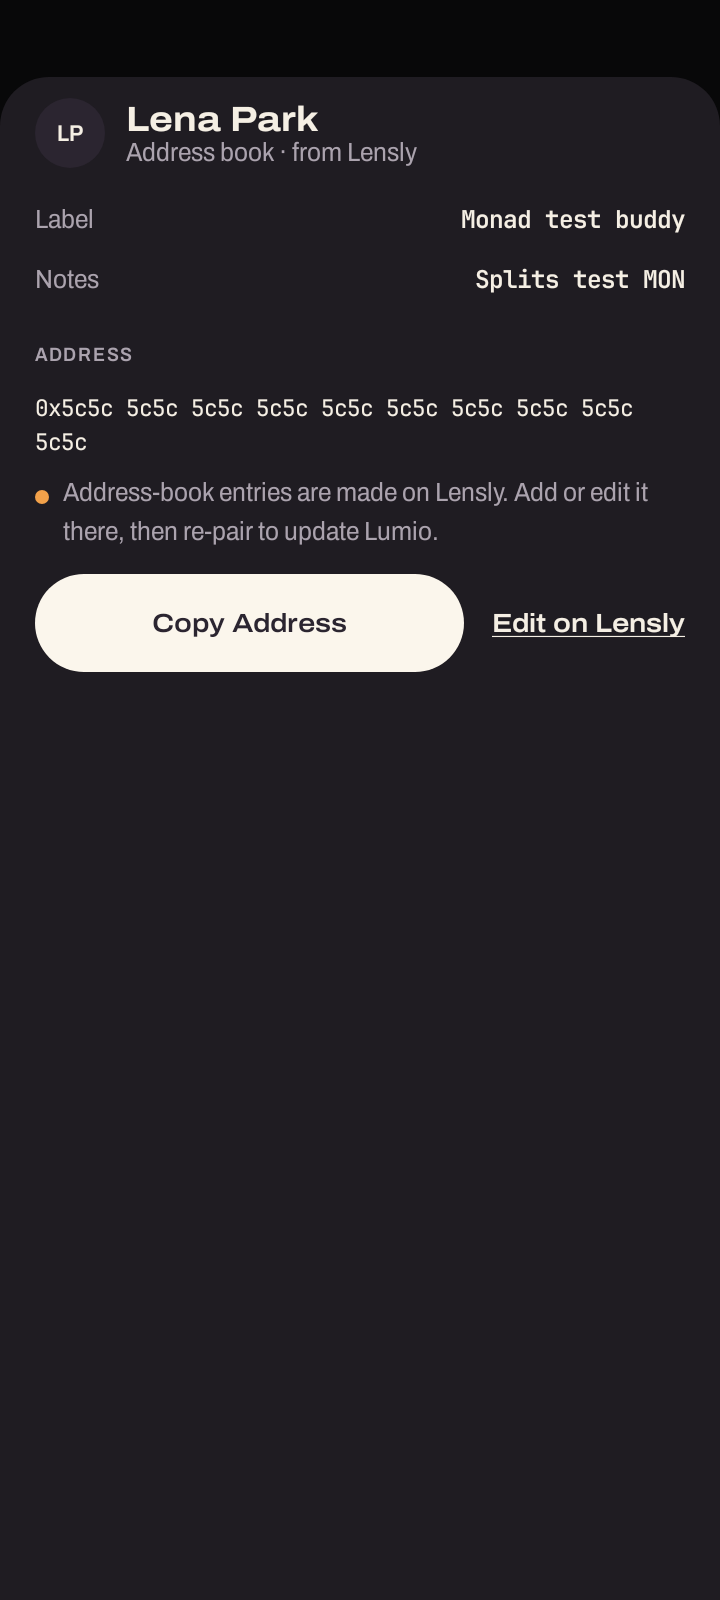 LP
Lena Park
Address book · from Lensly
Label
Monad test buddy
Notes
Splits test MON
ADDRESS
0x5c5c 5c5c 5c5c 5c5c 5c5c 5c5c 5c5c 5c5c 5c5c
5c5c
Address-book entries are made on Lensly. Add or edit it
there, then re-pair to update Lumio.
Copy Address
Edit on Lensly